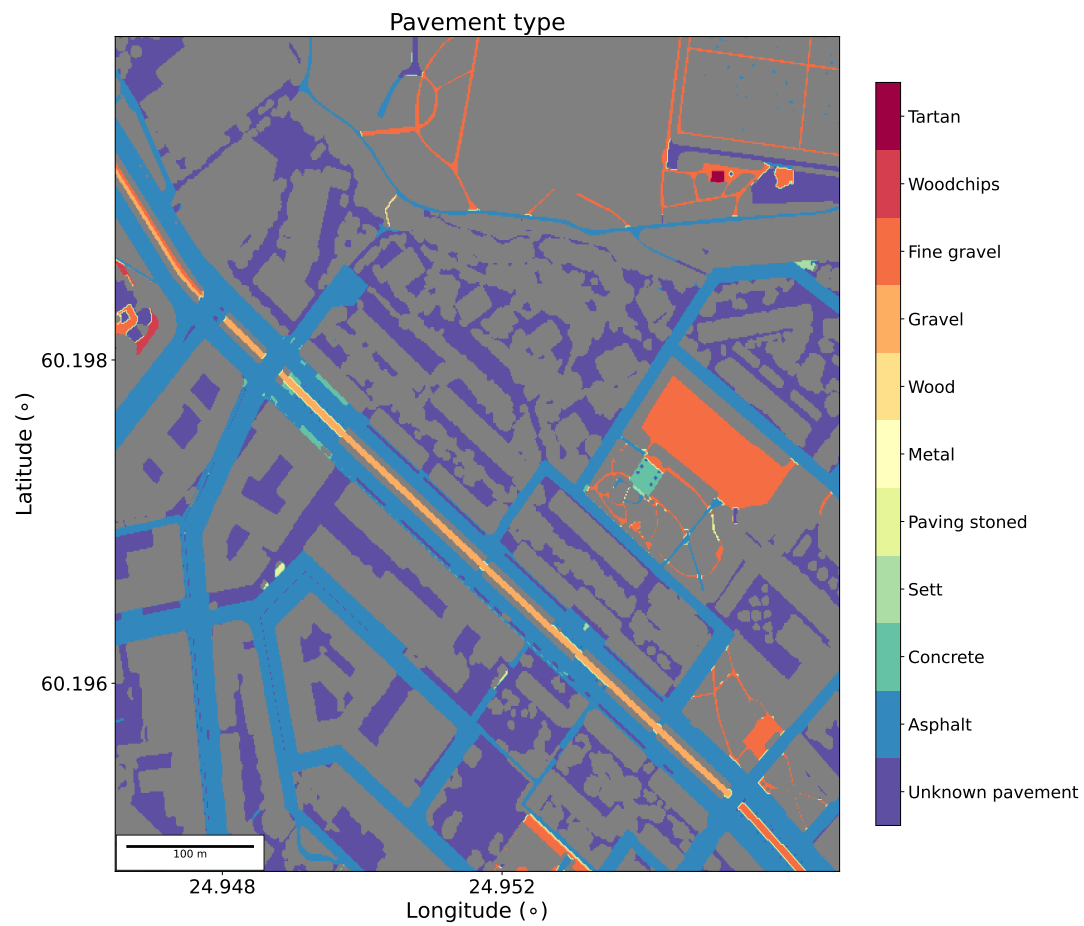 Pavement type
Tartan
Woodchips
Fine gravel
Gravel
Wood
Metal
Paving stoned
Sett
Concrete
Asphalt
Unknown pavement
60.198
60.196
Latitude (∘)
100 m
24.948
24.952
Longitude (∘)